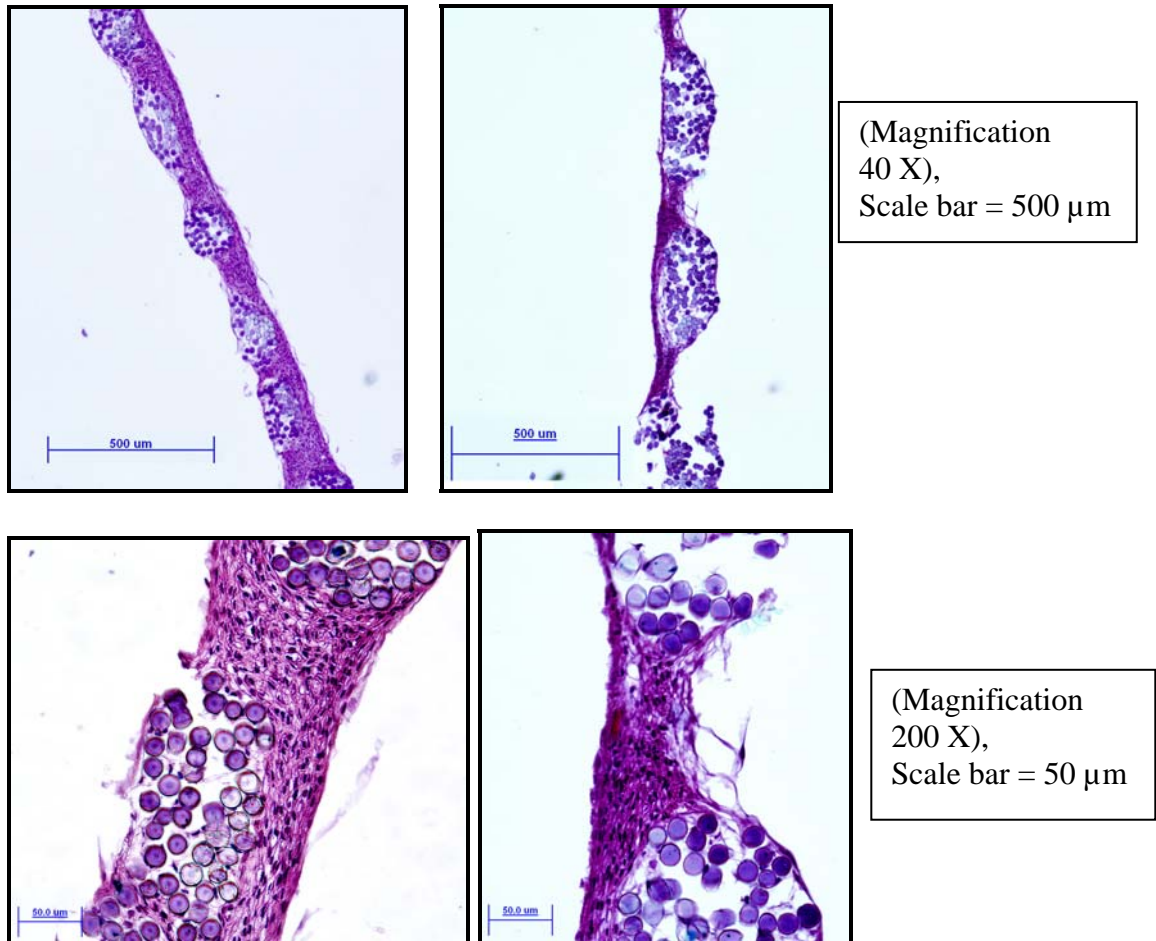 (Magnification
40 X),
Scale bar = 500 µm
500 um
500 um
(Magnification
200 X),
Scale bar = 50 µm
50.0 um
50.0 um